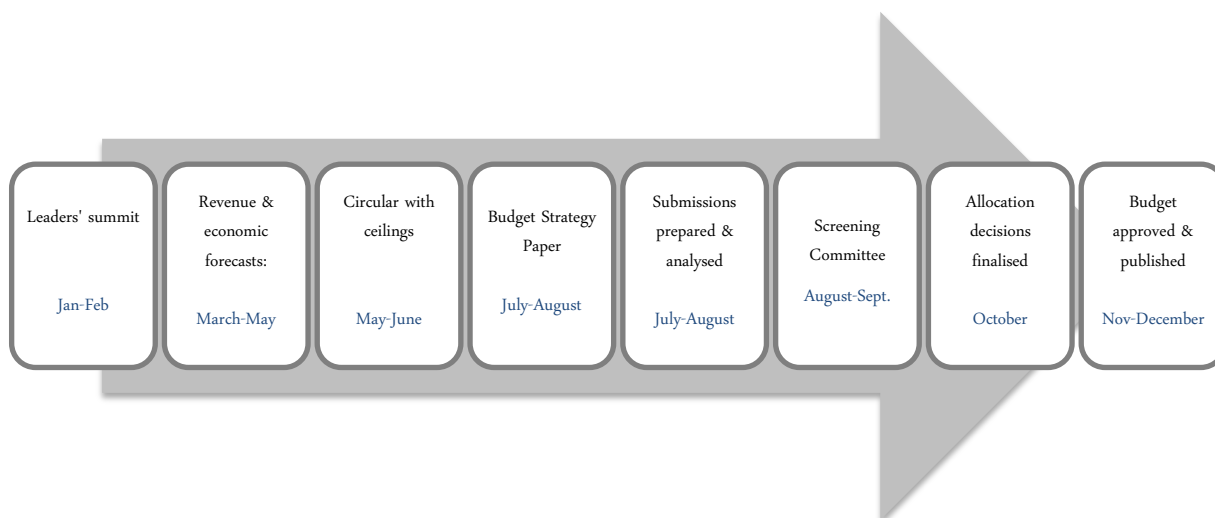 Leaders' summit
Jan-Feb
Revenue &
economic
forecasts:
March-May
Circular with
ceilings
May-June
Budget Strategy
Paper
July-August
Submissions
prepared &
analysed
July-August
Screening
Committee
August-Sept.
Allocation
decisions
finalised
October
Budget
approved &
published
Nov-December